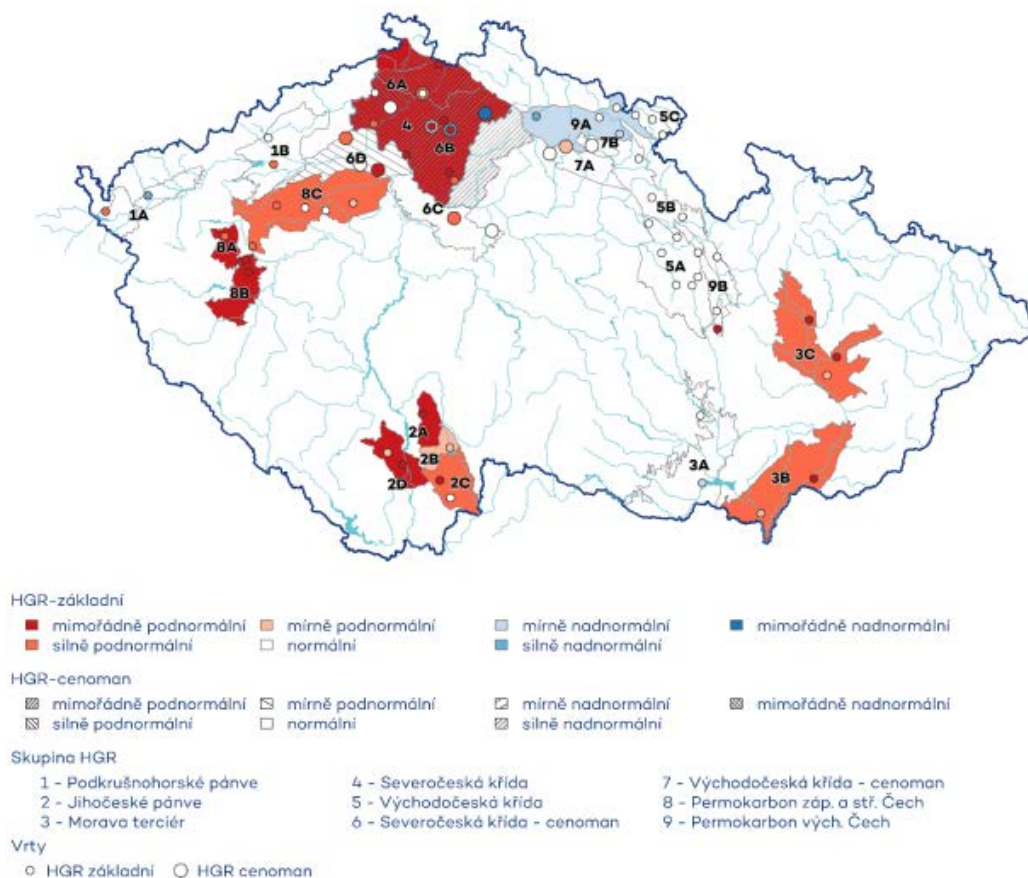 6A
4
9A
5C
7B
1B
6B
6D
7A
8C
1A
6C
5B
8A
5A
8B
9B
3C
2A
2B
3A
3B
2D
2C
HGR-základní
mimořádně podnormální mírně podnormální mírně nadnormální mimořádně nadnormální
silně podnormální normální silně nadnormální
HGR-cenoman
mimořádně podnormální mírně podnormální mírně nadnormální mimořádně nadnormální
silně podnormální normální silně nadnormální
Skupina HGR
1 - Podkrušnohorské pánve 4 - Severočeská křída 7 - Východočeská křída - cenoman
2 - Jihočeské pánve 5 - Východočeská křída 8 - Permokarbon záp. a stř. Čech
3 - Morava terciér 6 - Severočeská křída - cenoman 9 - Permokarbon vých. Čech
Vrty
HGR základní HGR cenoman